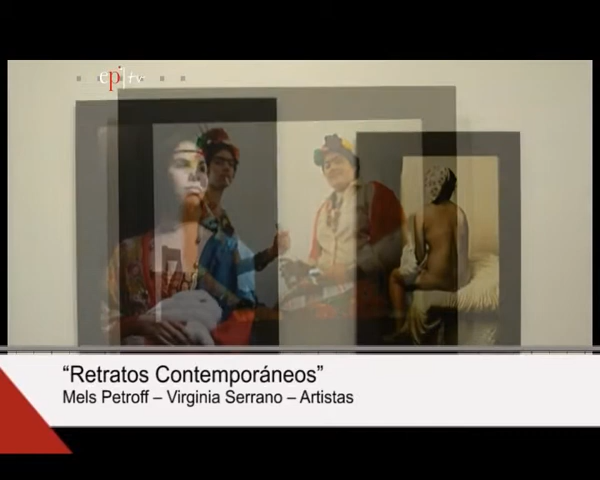 epi tv
“Retratos Contemporáneos”
Mels Petroff – Virginia Serrano – Artistas